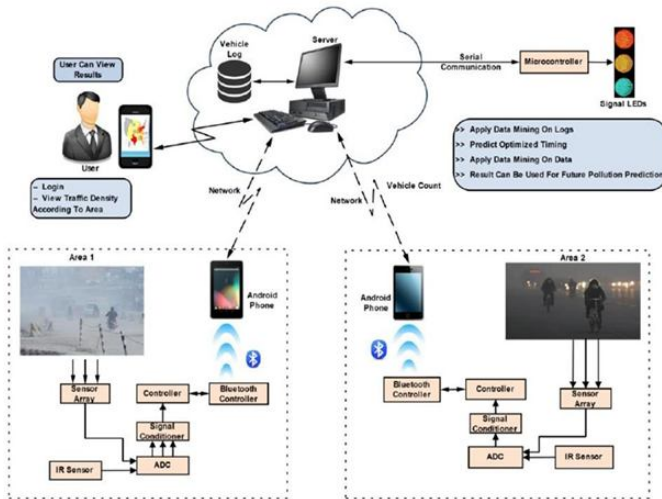 Vehicle
Log
Server
User Can View
Results
User
– Login
– View Traffic Density
According To Area
Serial
Communication
Microcontroller
Signal LEDs
>> Apply Data Mining On Logs
>> Predict Optimized Timing
>> Apply Data Mining On Data
>> Result Can Be Used For Future Pollution Prediction
Network
Network
Vehicle Count
Area 1
Android
Phone
Sensor
Array
Controller
Bluetooth
Controller
Signal
Conditioner
IR Sensor
ADC
Area 2
Android
Phone
Bluetooth
Controller
Controller
Sensor
Array
Signal
Conditioner
ADC
IR Sensor